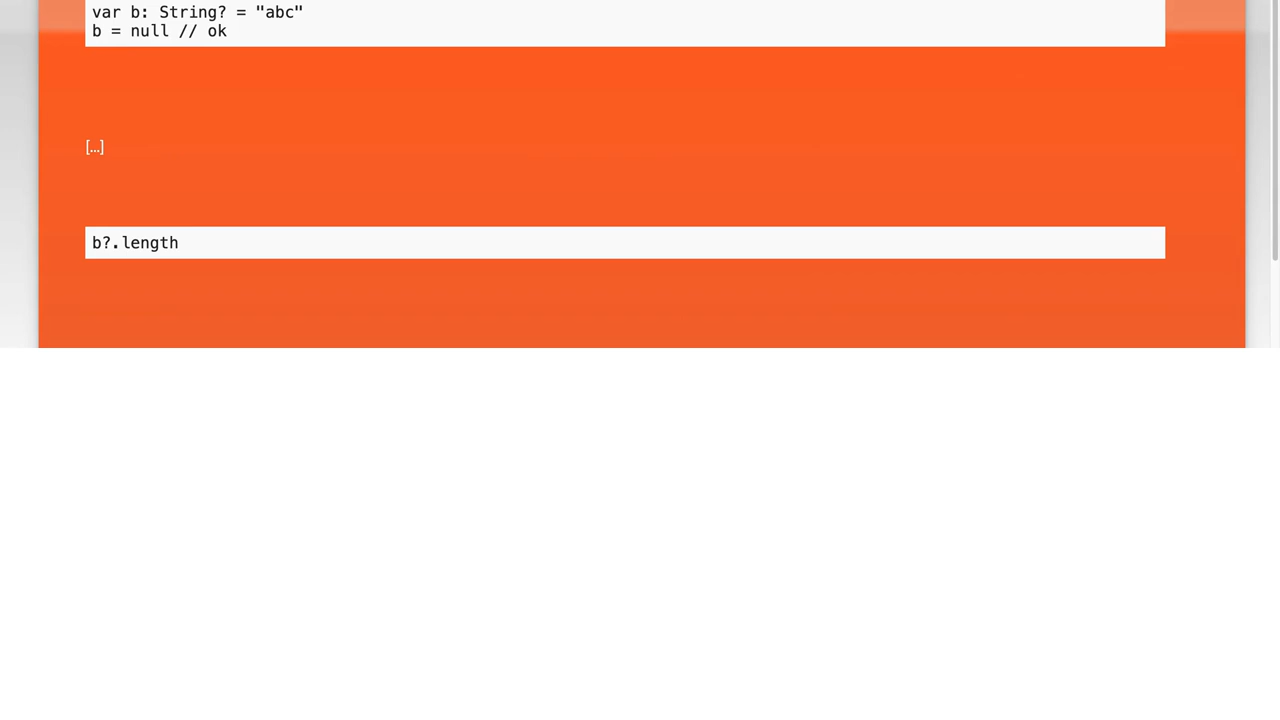 var b: String? = "abc"
b = null // ok
[…]
b?.length